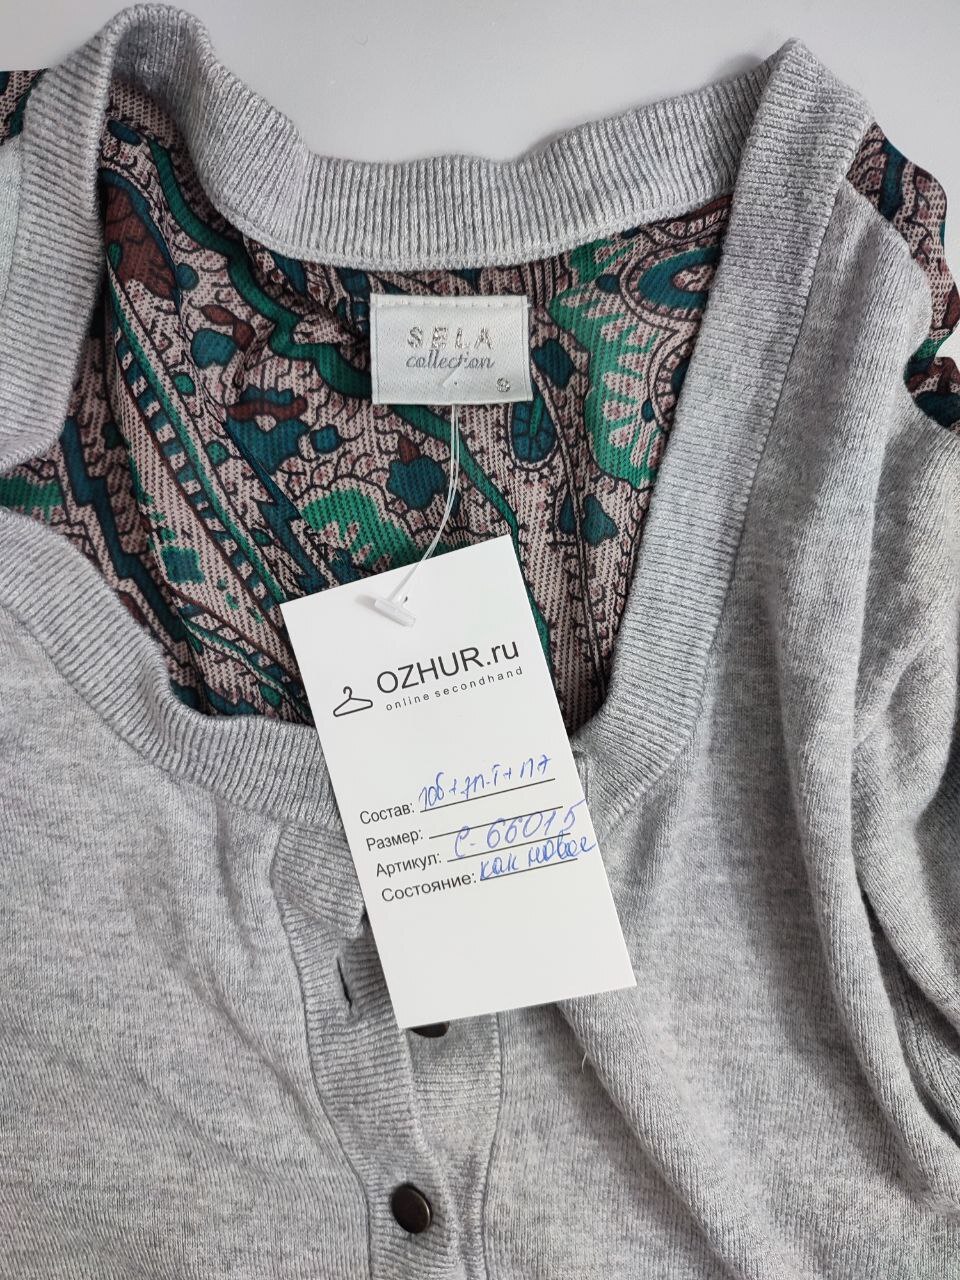 SELA
collection
S
OZHUR.ru
online secondhand
Состав:
Размер:
Артикул: С-66015
Состояние: как новое